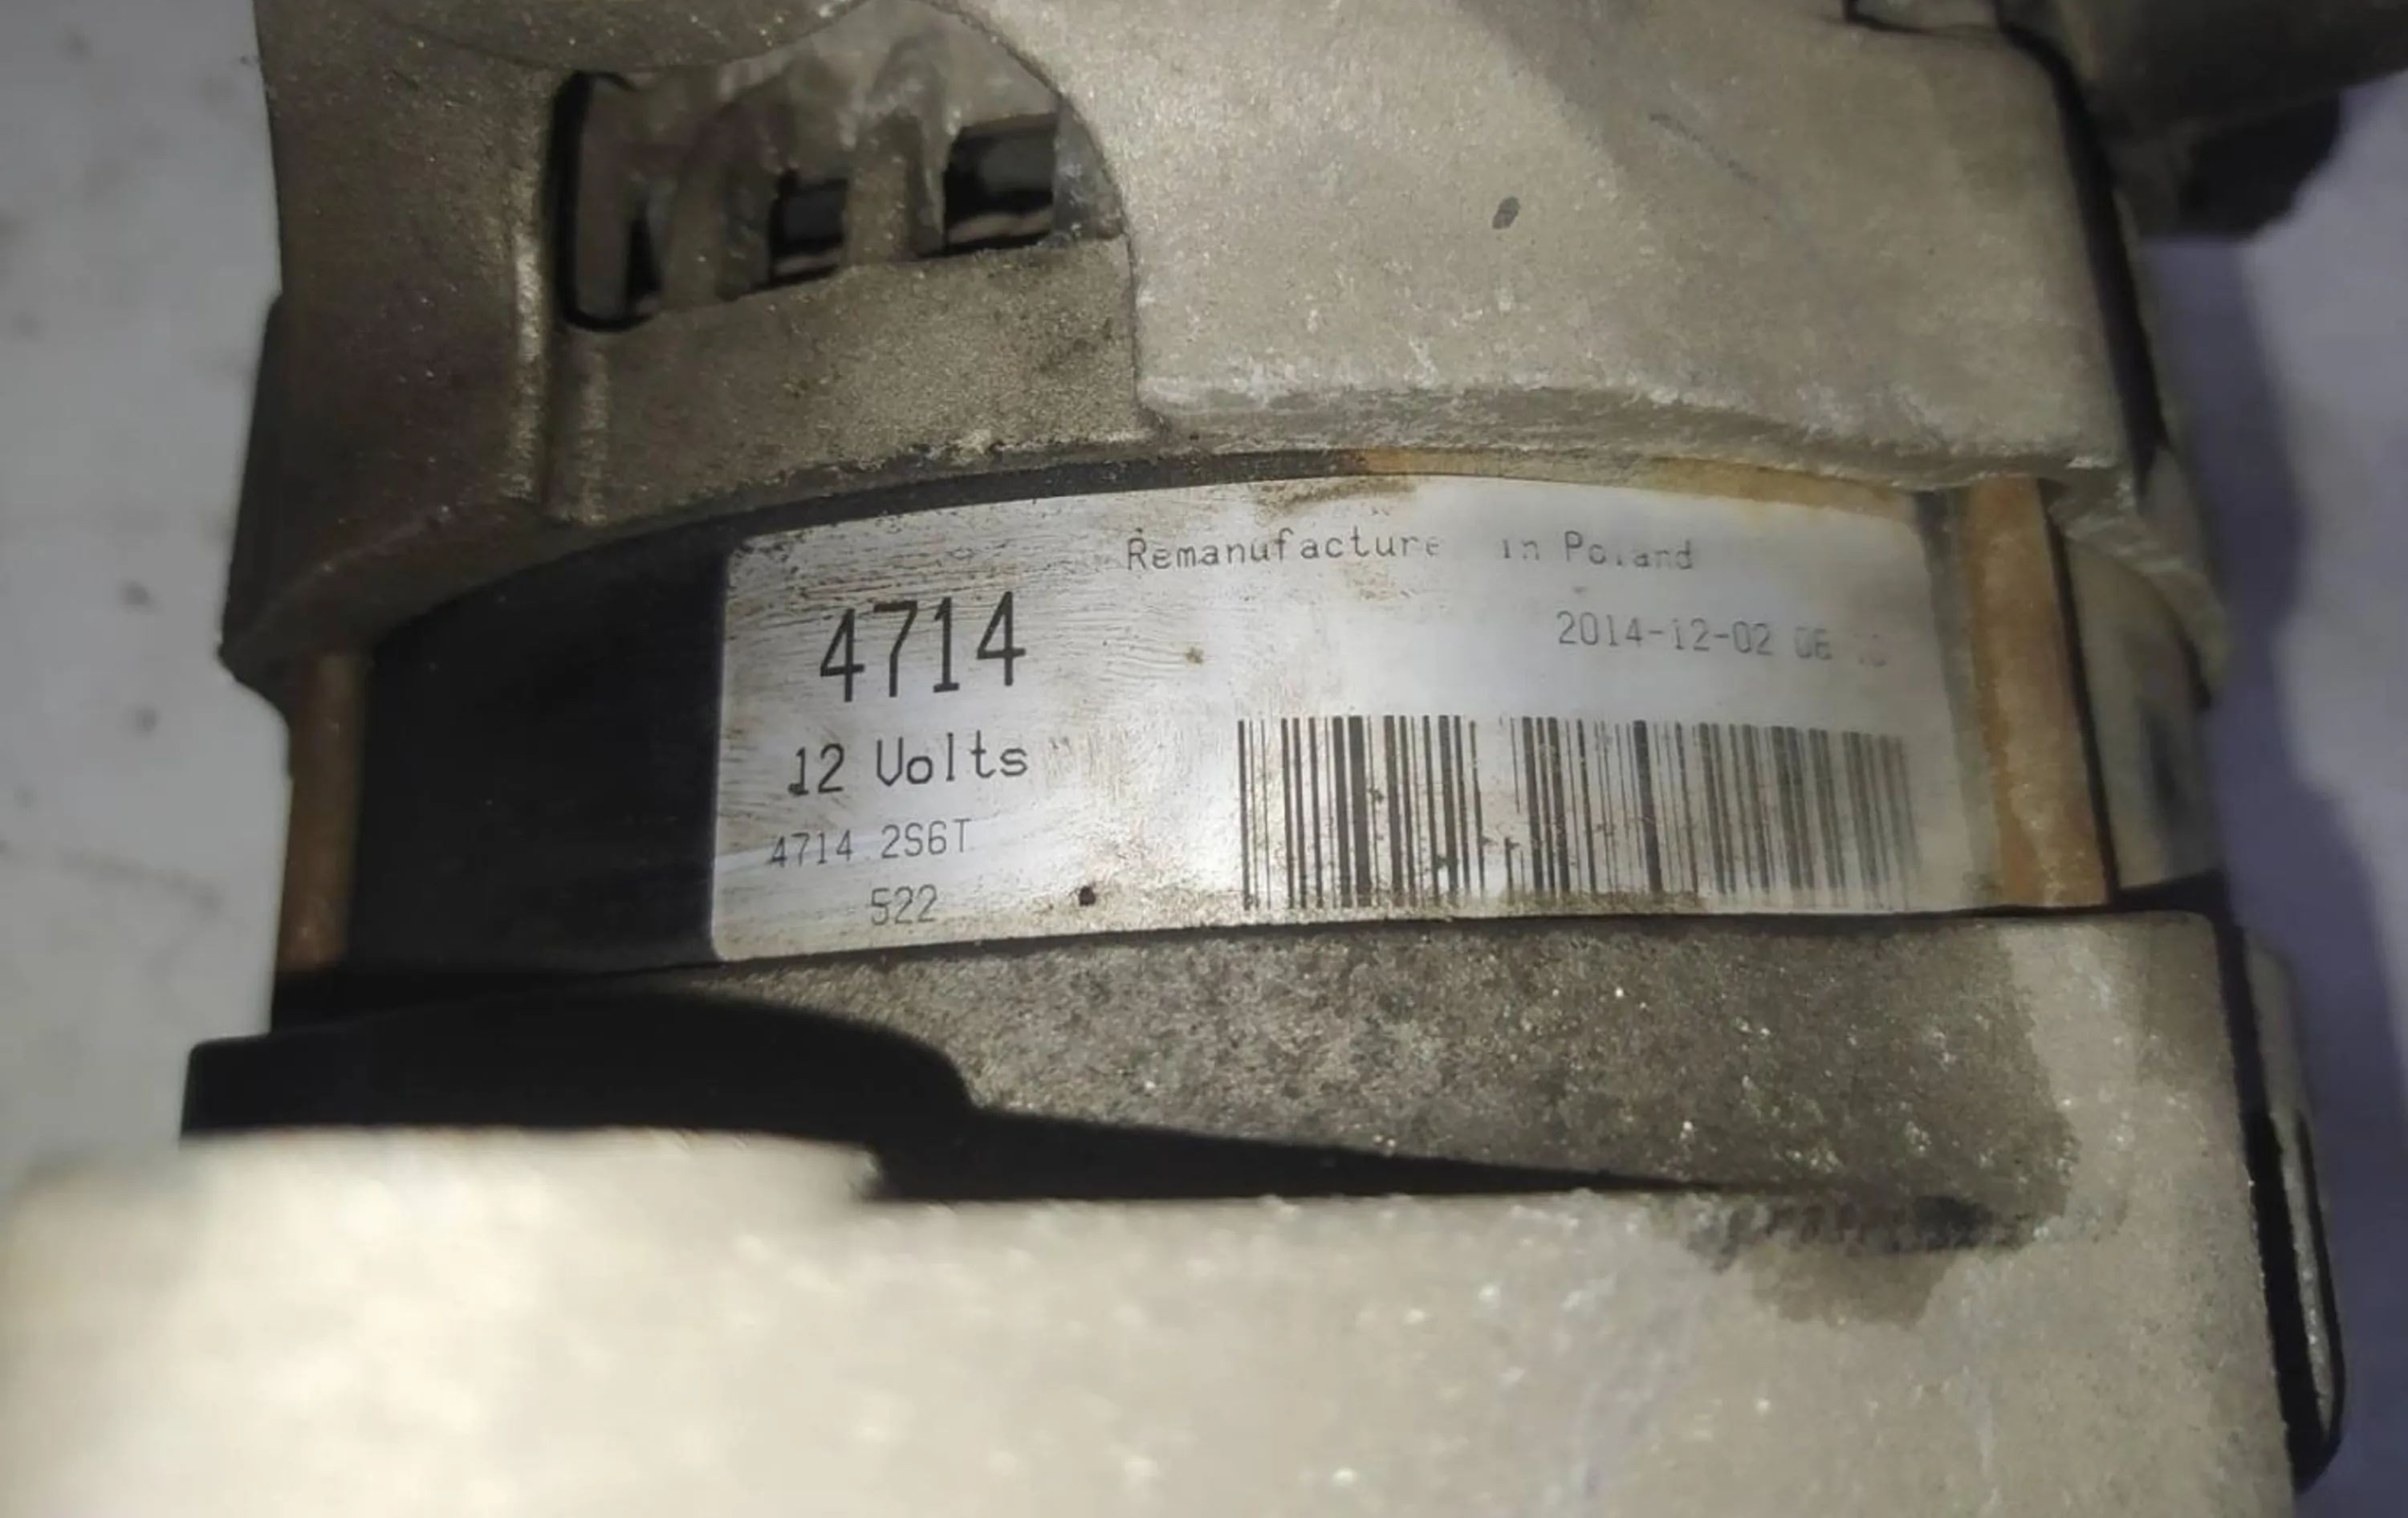 Remanufacture in Poland
4714
2014-12-02
12 Volts
4714 2S6T
522